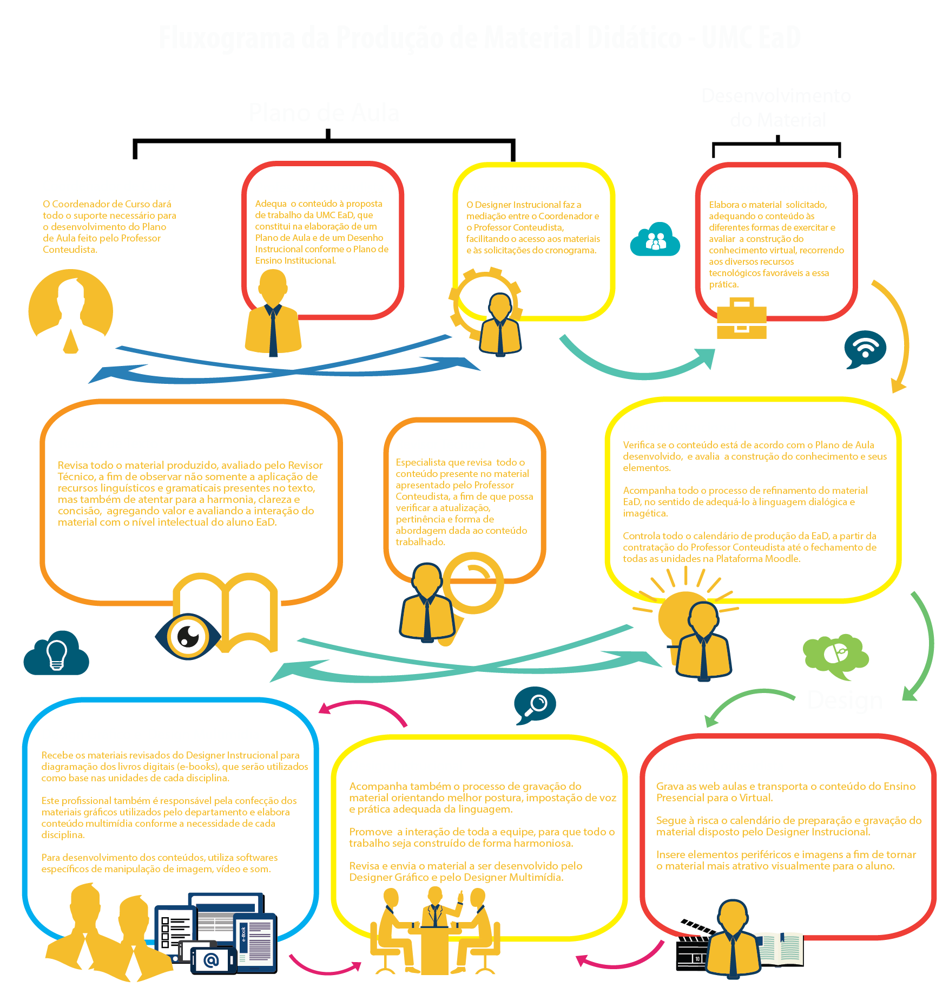 Fluxograma da Produção de Material Didático - UMC EaD
Plano de Aula
Desenvolvimento
do Material
O Coordenador de Curso dará
todo o suporte necessário para
o desenvolvimento do Plano
de Aula feito pelo Professor
Conteudista.
Adequa o conteúdo à proposta
de trabalho da UMC EaD, que
constitui na elaboração de um
Plano de Aula e de um Desenho
Instrucional conforme o Plano de
Ensino Institucional.
O Designer Instrucional faz a
mediação entre o Coordenador e
o Professor Conteudista,
facilitando o acesso aos materiais
e às solicitações do cronograma.
Elabora o material solicitado,
adequando o conteúdo às
diferentes formas de exercitar e
avaliar a construção do
conhecimento virtual, recorrendo
aos diversos recursos
tecnológicos favoráveis a essa
prática.
Revisa todo o material produzido, avaliado pelo Revisor
Técnico, a fim de observar não somente a aplicação de
recursos linguísticos e gramaticais presentes no texto,
mas também de atentar para a harmonia, clareza e
concisão, agregando valor e avaliando a interação do
material com o nível intelectual do aluno EaD.
Especialista que revisa todo o
conteúdo presente no material
apresentado pelo Professor
Conteudista, a fim de que possa
verificar a atualização,
pertinência e forma de
abordagem dada ao conteúdo
trabalhado.
Verifica se o conteúdo está de acordo com o Plano de Aula
desenvolvido, e avalia a construção do conhecimento e seus
elementos.
Acompanha todo o processo de refinamento do material
EaD, no sentido de adequá-lo à linguagem dialógica e
imagética.
Controla todo o calendário de produção da EaD, a partir da
contratação do Professor Conteudista até o fechamento de
todas as unidades na Plataforma Moodle.
Design
Recebe os materiais revisados do Designer Instrucional para
diagramação dos livros digitais (e-books), que serão utilizados
como base nas unidades de cada disciplina.
Este profissional também é responsável pela confecção dos
materiais gráficos utilizados pelo departamento e elabora
conteúdo multimídia conforme a necessidade de cada
disciplina.
Para desenvolvimento dos conteúdos, utiliza softwares
específicos de manipulação de imagem, vídeo e som.
e-Book
@
Acompanha também o processo de gravação do
material orientando melhor postura, impostação de voz
e prática adequada da linguagem.
Promove a interação de toda a equipe, para que todo o
trabalho seja construído de forma harmoniosa.
Revisa e envia o material a ser desenvolvido pelo
Designer Gráfico e pelo Designer Multimídia.
Grava as web aulas e transporta o conteúdo do Ensino
Presencial para o Virtual.
Segue à risca o calendário de preparação e gravação do
material disposto pelo Designer Instrucional.
Insere elementos periféricos e imagens a fim de tornar
o material mais atrativo visualmente para o aluno.
10